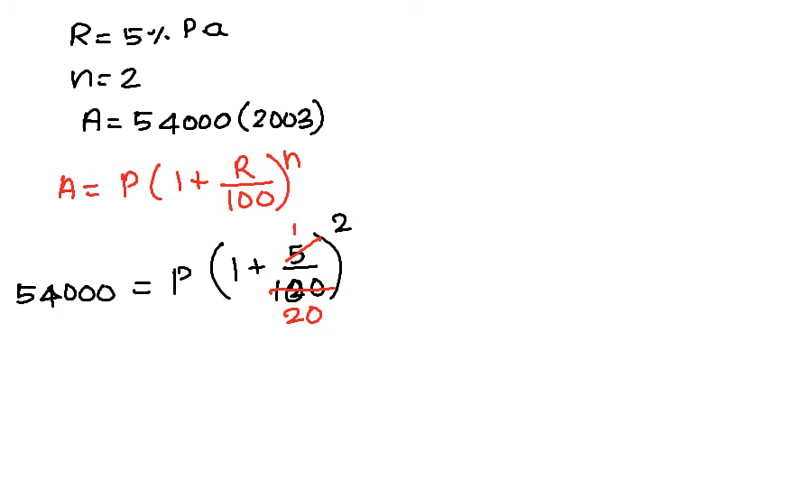 R = 5% Pa
n = 2
A = 54000 (2003)
A = P(1 + R/100)^n
54000 = P(1 + 5/100)^2
1
20